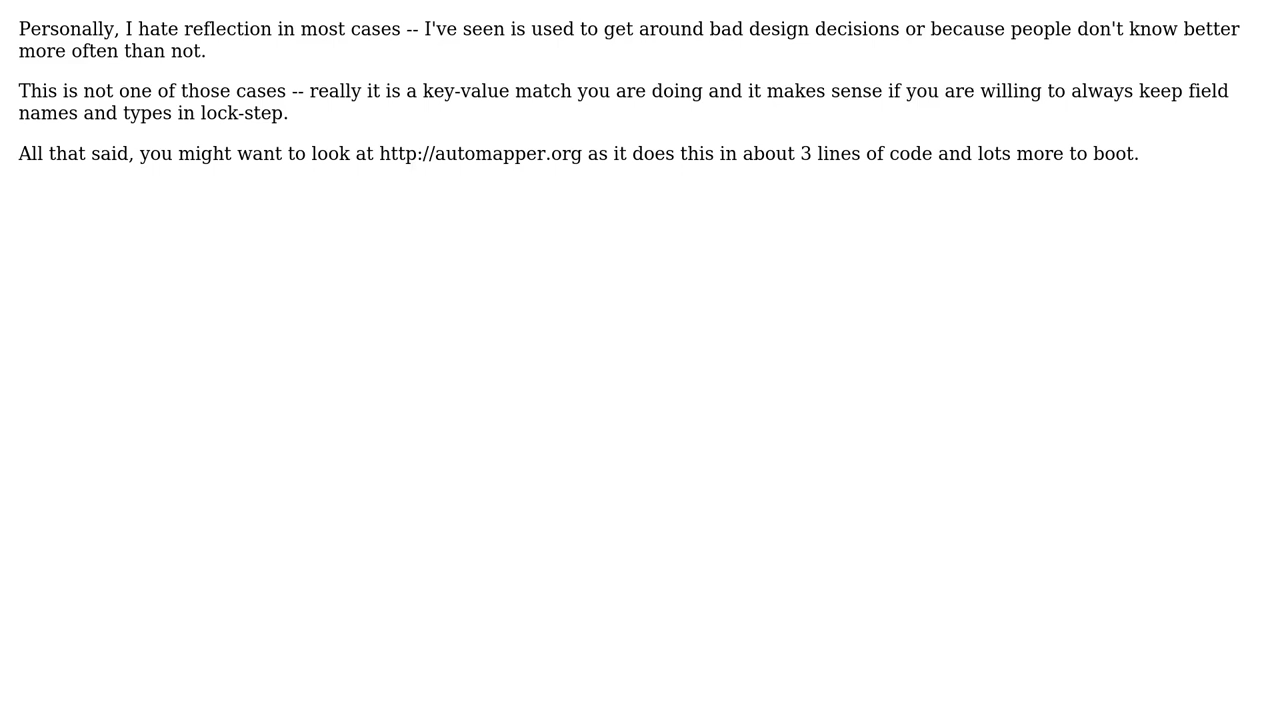 Personally, I hate reflection in most cases -- I've seen is used to get around bad design decisions or because people don't know better
more often than not.
This is not one of those cases -- really it is a key-value match you are doing and it makes sense if you are willing to always keep field
names and types in lock-step.
All that said, you might want to look at http://automapper.org as it does this in about 3 lines of code and lots more to boot.